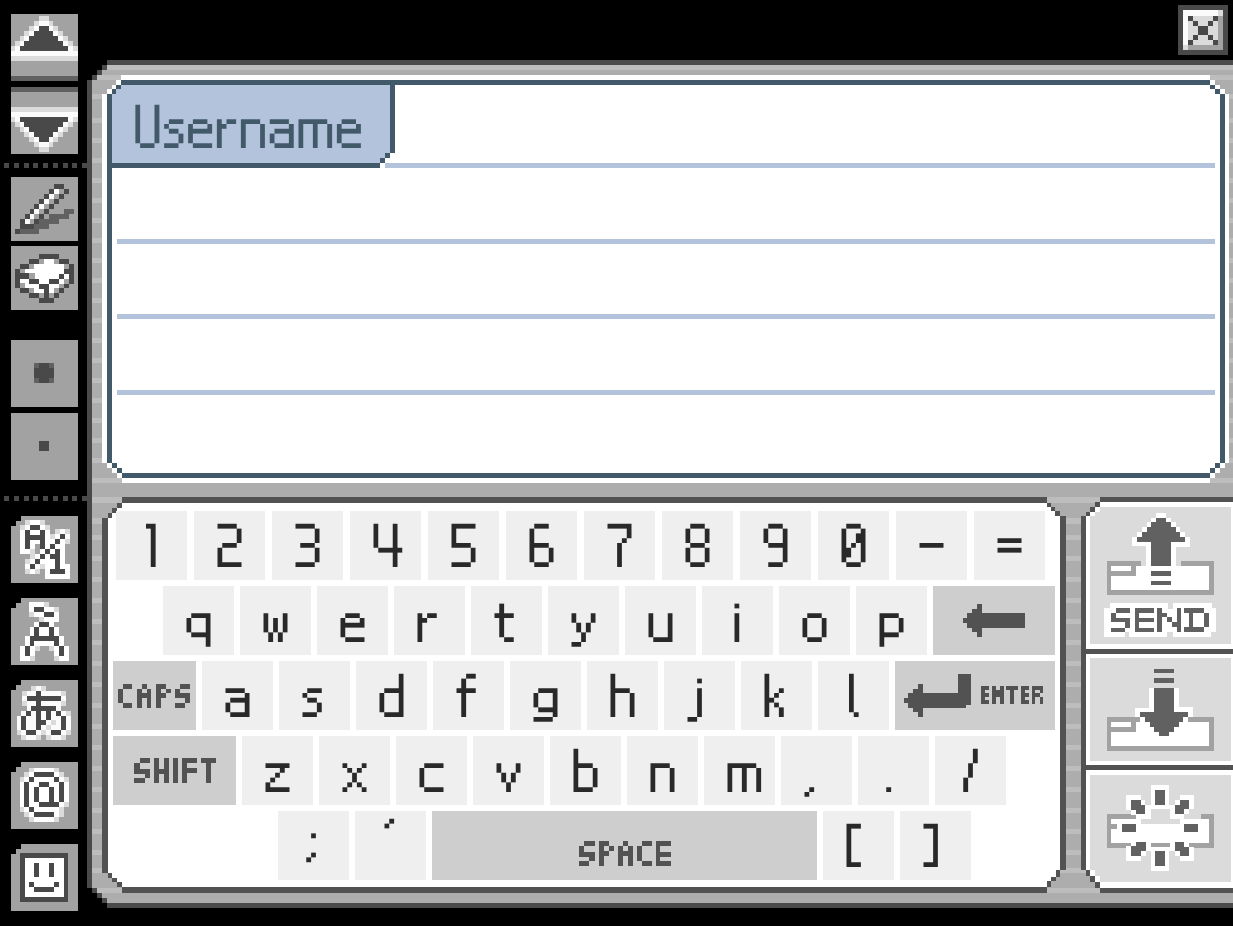 Username
A/1
Ã
あ
@
1 2 3 4 5 6 7 8 9 0 - =
q w e r t y u i o p
CAPS a s d f g h j k l ENTER
SHIFT z x c v b n m , . /
; ´ SPACE [ ]
SEND